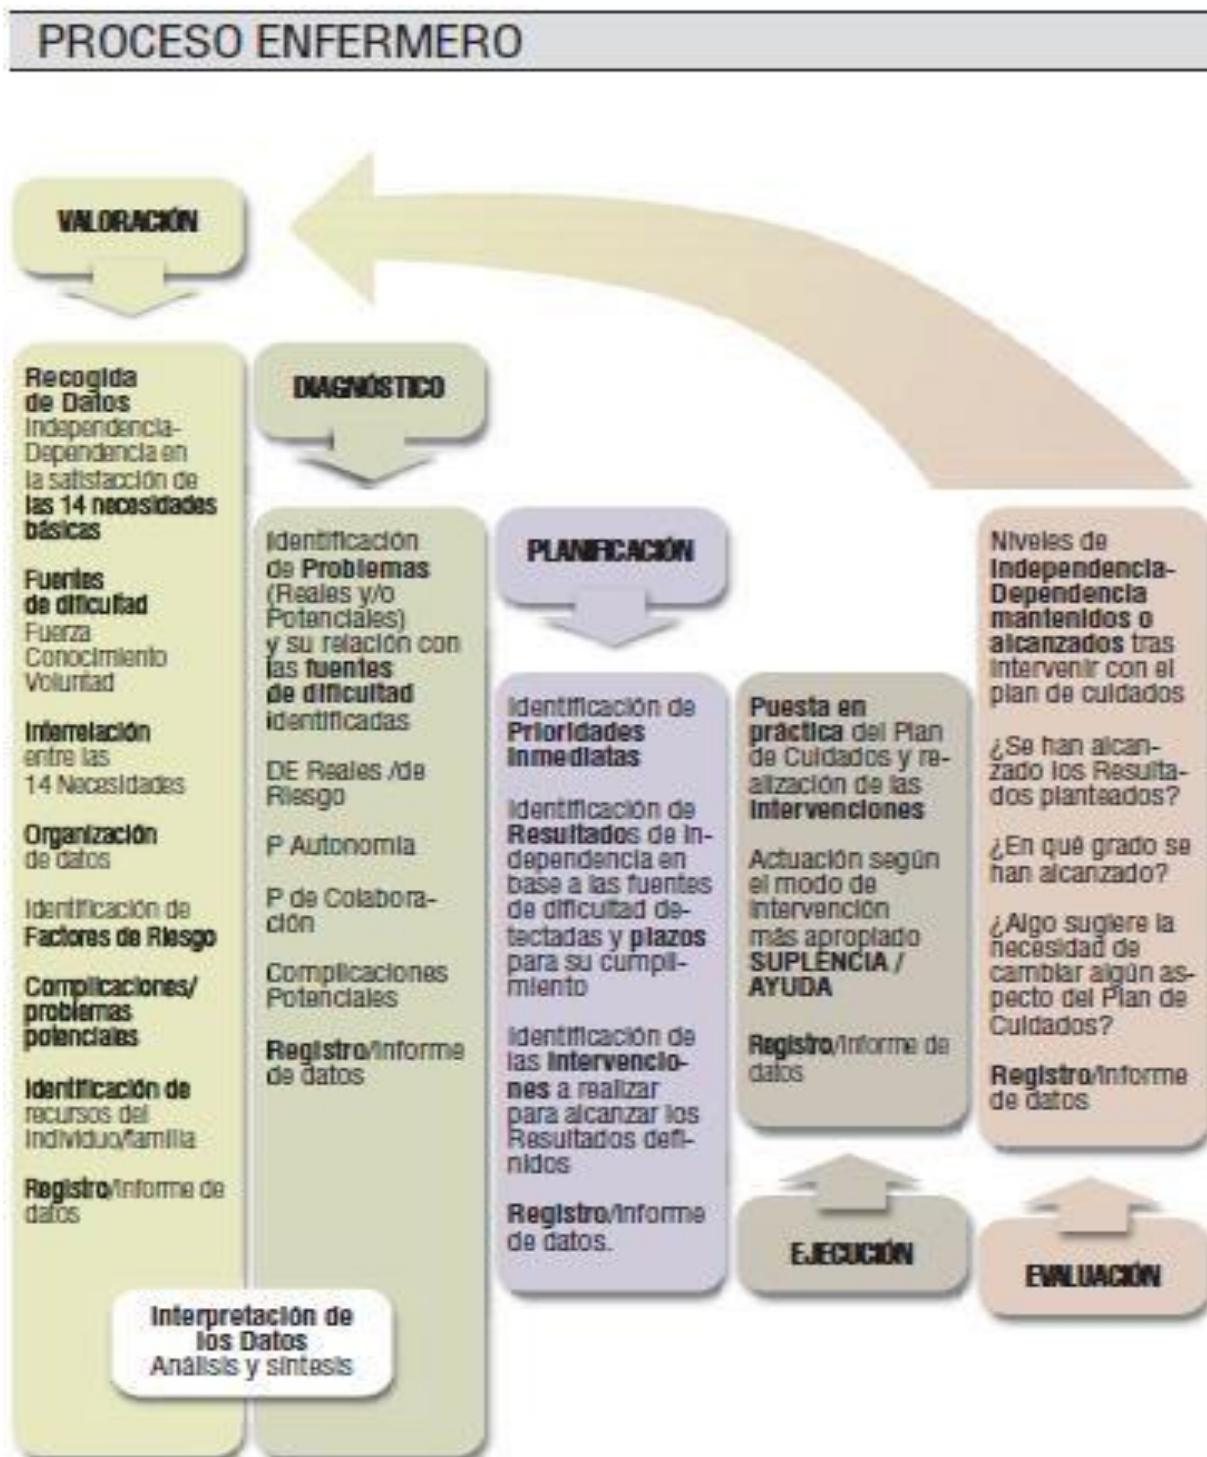 PROCESO ENFERMERO
VALORACIÓN
Recogida
de Datos
Independencia-
Dependencia en
la satisfacción de
las 14 necesidades
básicas
Fuentes
de dificultad
Fuerza
Conocimiento
Voluntad
Interrelación
entre las
14 Necesidades
Organización
de datos
Identificación de
Factores de Riesgo
Complicaciones/
problemas
potenciales
Identificación de
recursos del
individuo/familia
Registro/informe de
datos
DIAGNÓSTICO
Identificación
de Problemas
(Reales y/o
Potenciales)
y su relación con
las fuentes
de dificultad
identificadas
DE Reales /de
Riesgo
P Autonomía
P de Colabora-
ción
Complicaciones
Potenciales
Registro/informe
de datos
Interpretación de
los Datos
Análisis y síntesis
PLANIFICACIÓN
Identificación de
Prioridades
inmediatas
Identificación de
Resultados de in-
dependencia en
base a las fuentes
de dificultad de-
tectadas y plazos
para su cumpli-
miento
Identificación de
las intervencio-
nes a realizar
para alcanzar los
Resultados defi-
nidos
Registro/informe
de datos.
Puesta en
práctica del Plan
de Cuidados y re-
alización de las
intervenciones
Actuación según
el modo de
intervención
más apropiado
SUPLENCIA /
AYUDA
Registro/informe de
datos
EJECUCIÓN
Niveles de
Independencia-
Dependencia
mantenidos o
alcanzados tras
intervenir con el
plan de cuidados
¿Se han alcan-
zado los Resulta-
dos planteados?
¿En qué grado se
han alcanzado?
¿Algo sugiere la
necesidad de
cambiar algún as-
pecto del Plan de
Cuidados?
Registro/informe
de datos
EVALUACIÓN